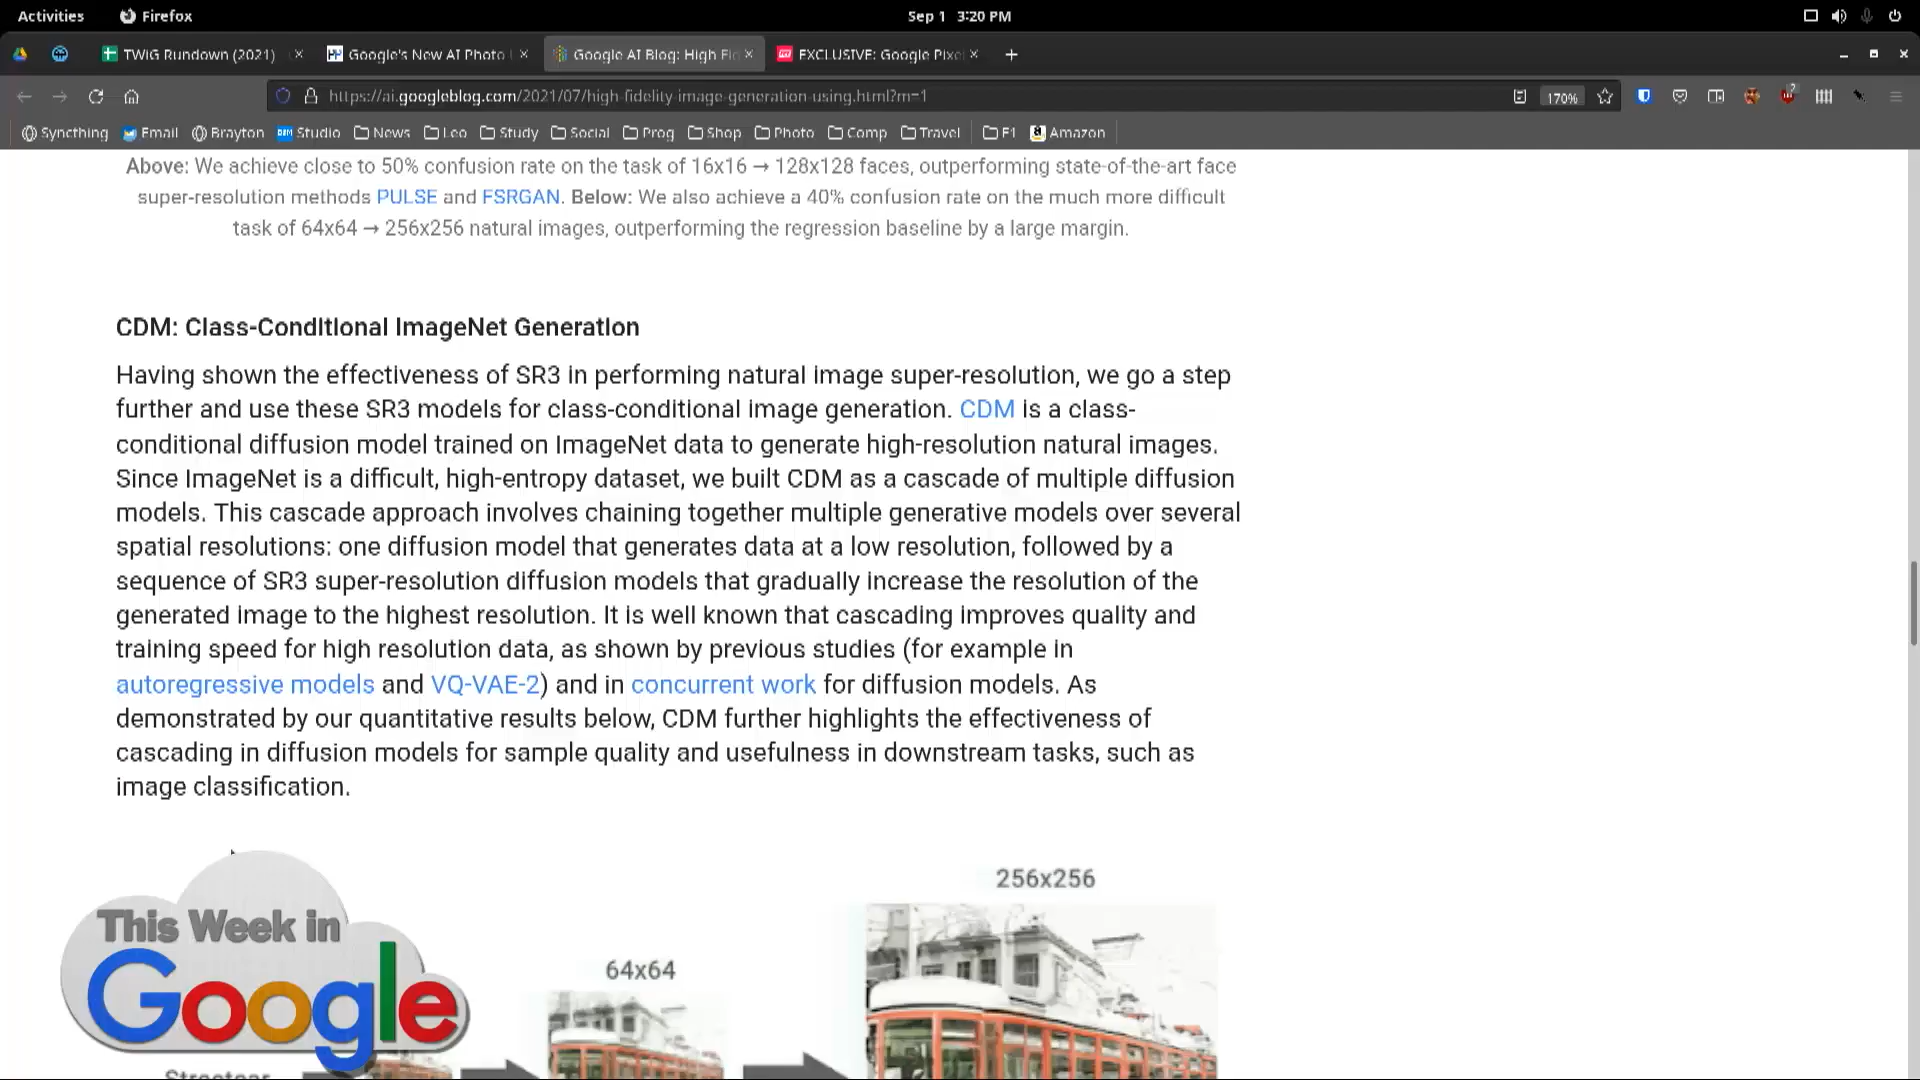 Activities Firefox Sep 1 3:20 PM
TWiG Rundown (2021) Google's New AI Photo Google AI Blog: High Fi EXCLUSIVE: Google Pixe
https://ai.googleblog.com/2021/07/high-fidelity-image-generation-using.html?m=1 170%
Syncthing Email Brayton Studio News Leo Study Social Prog Shop Photo Comp Travel F1 Amazon
Above: We achieve close to 50% confusion rate on the task of 16x16 → 128x128 faces, outperforming state-of-the-art face
super-resolution methods PULSE and FSRGAN. Below: We also achieve a 40% confusion rate on the much more difficult
task of 64x64 → 256x256 natural images, outperforming the regression baseline by a large margin.
CDM: Class-Conditional ImageNet Generation
Having shown the effectiveness of SR3 in performing natural image super-resolution, we go a step
further and use these SR3 models for class-conditional image generation. CDM is a class-
conditional diffusion model trained on ImageNet data to generate high-resolution natural images.
Since ImageNet is a difficult, high-entropy dataset, we built CDM as a cascade of multiple diffusion
models. This cascade approach involves chaining together multiple generative models over several
spatial resolutions: one diffusion model that generates data at a low resolution, followed by a
sequence of SR3 super-resolution diffusion models that gradually increase the resolution of the
generated image to the highest resolution. It is well known that cascading improves quality and
training speed for high resolution data, as shown by previous studies (for example in
autoregressive models and VQ-VAE-2) and in concurrent work for diffusion models. As
demonstrated by our quantitative results below, CDM further highlights the effectiveness of
cascading in diffusion models for sample quality and usefulness in downstream tasks, such as
image classification.
256x256
This Week in
64x64
Google
Streetcar